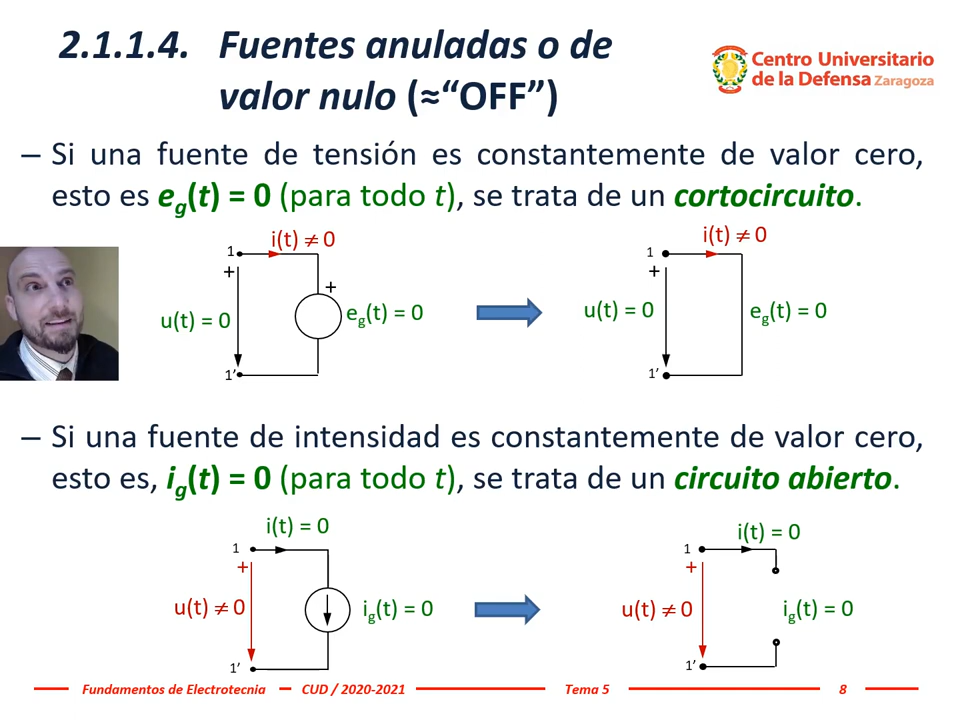 2.1.1.4. Fuentes anuladas o de
valor nulo (≈“OFF”)
Centro Universitario
de la Defensa Zaragoza
– Si una fuente de tensión es constantemente de valor cero,
esto es eg(t) = 0 (para todo t), se trata de un cortocircuito.
1
i(t) ≠ 0
+
+
u(t) = 0
eg(t) = 0
1’
1
i(t) ≠ 0
+
u(t) = 0
eg(t) = 0
1’
– Si una fuente de intensidad es constantemente de valor cero,
esto es, ig(t) = 0 (para todo t), se trata de un circuito abierto.
i(t) = 0
1
+
u(t) ≠ 0
ig(t) = 0
1’
i(t) = 0
1
+
u(t) ≠ 0
ig(t) = 0
1’
Fundamentos de Electrotecnia – CUD / 2020-2021 Tema 5 8